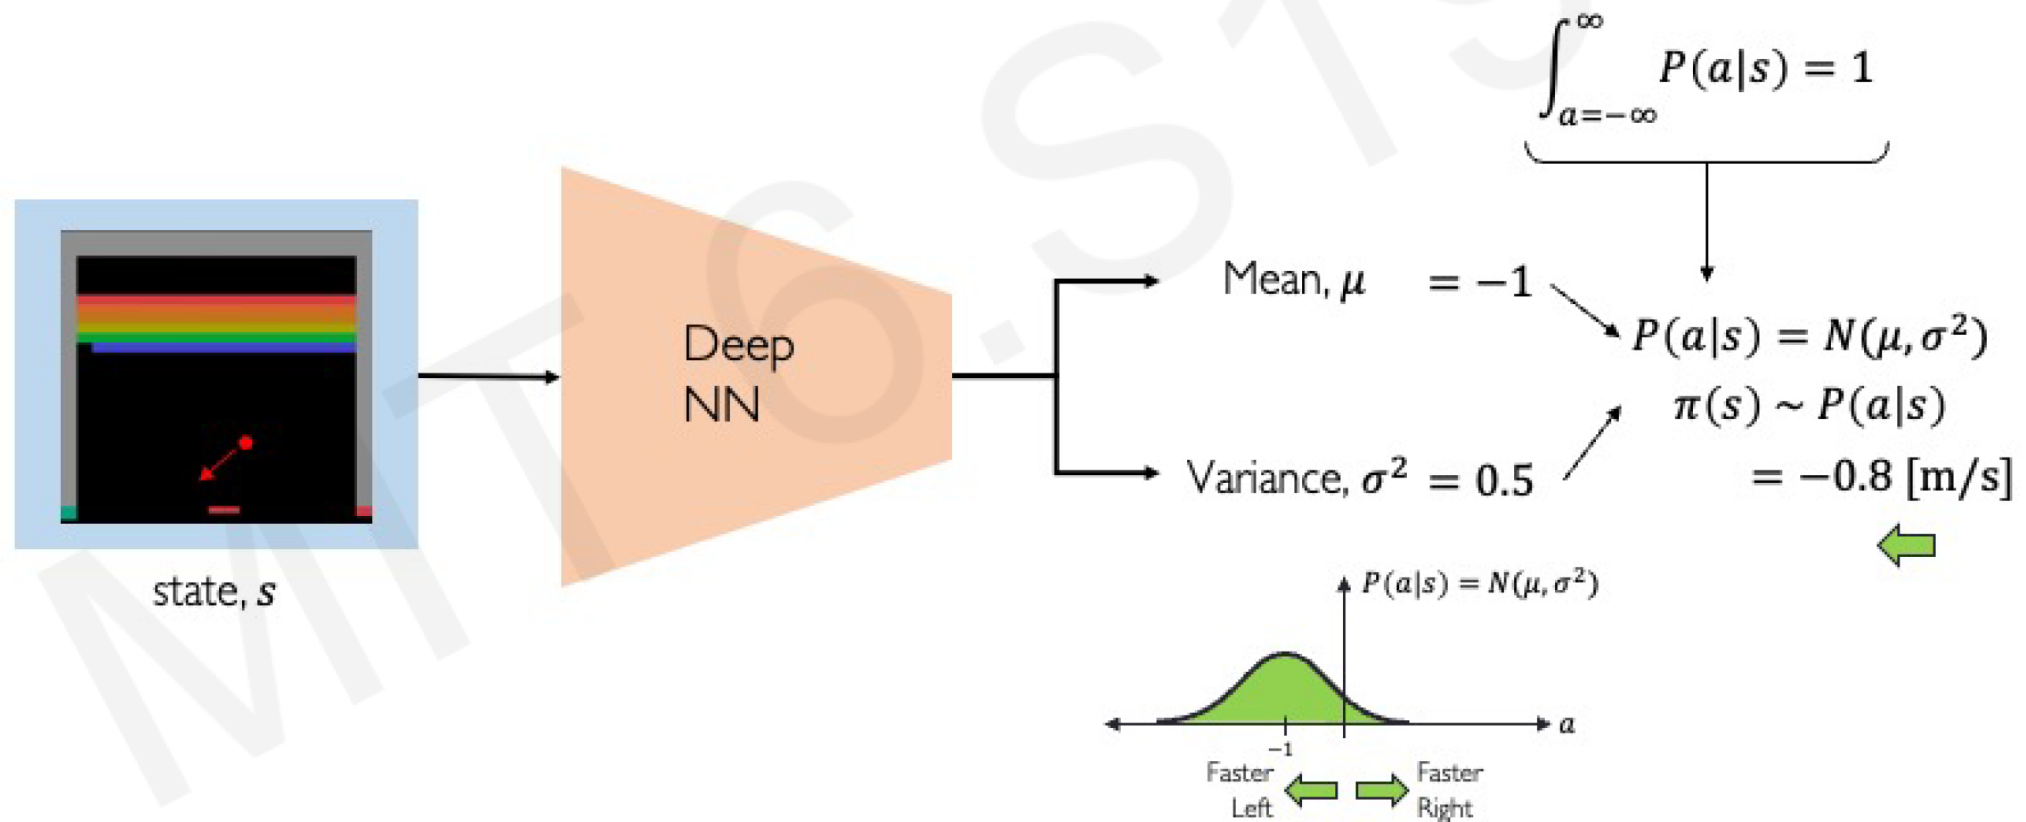 ∫_{a=−∞}^{∞} P(a|s) = 1
Mean, μ = −1
P(a|s) = N(μ, σ²)
Deep
NN
π(s) ~ P(a|s)
Variance, σ² = 0.5
= −0.8 [m/s]
state, s
P(a|s) = N(μ, σ²)
a
−1
Faster
Left
Faster
Right
MIT 6.S19